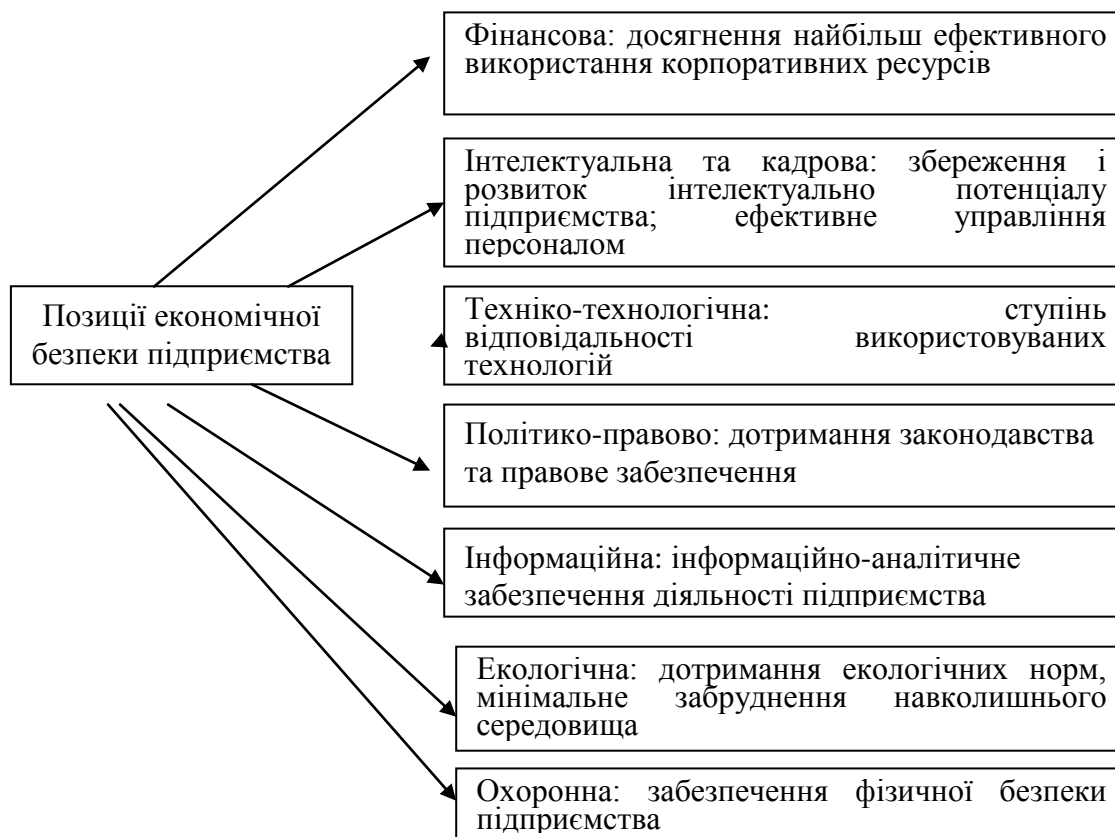 Фінансова: досягнення найбільш ефективного
використання корпоративних ресурсів
Інтелектуальна та кадрова: збереження і
розвиток інтелектуально потенціалу
підприємства; ефективне управління
персоналом
Позиції економічної
безпеки підприємства
Техніко-технологічна: ступінь
відповідальності використовуваних
технологій
Політико-правово: дотримання законодавства
та правове забезпечення
Інформаційна: інформаційно-аналітичне
забезпечення діяльності підприємства
Екологічна: дотримання екологічних норм,
мінімальне забруднення навколишнього
середовища
Охоронна: забезпечення фізичної безпеки
підприємства